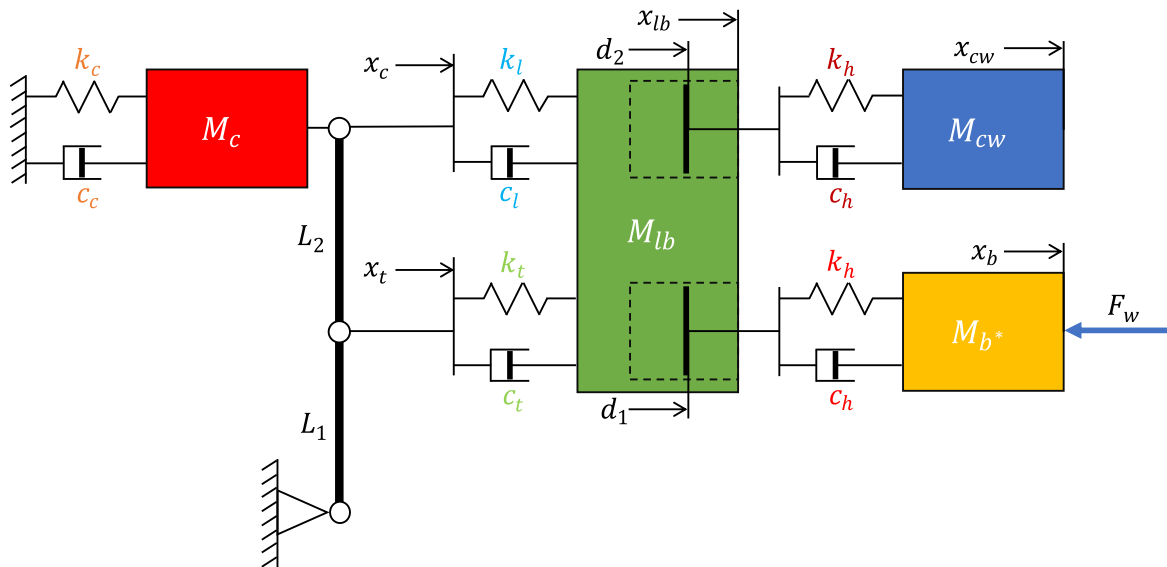 x_lb
d_2
k_c
x_c
k_l
k_h
x_cw
M_c
M_cw
c_c
c_l
c_h
L_2
M_lb
x_t
k_t
k_h
x_b
F_w
M_b*
c_t
c_h
d_1
L_1